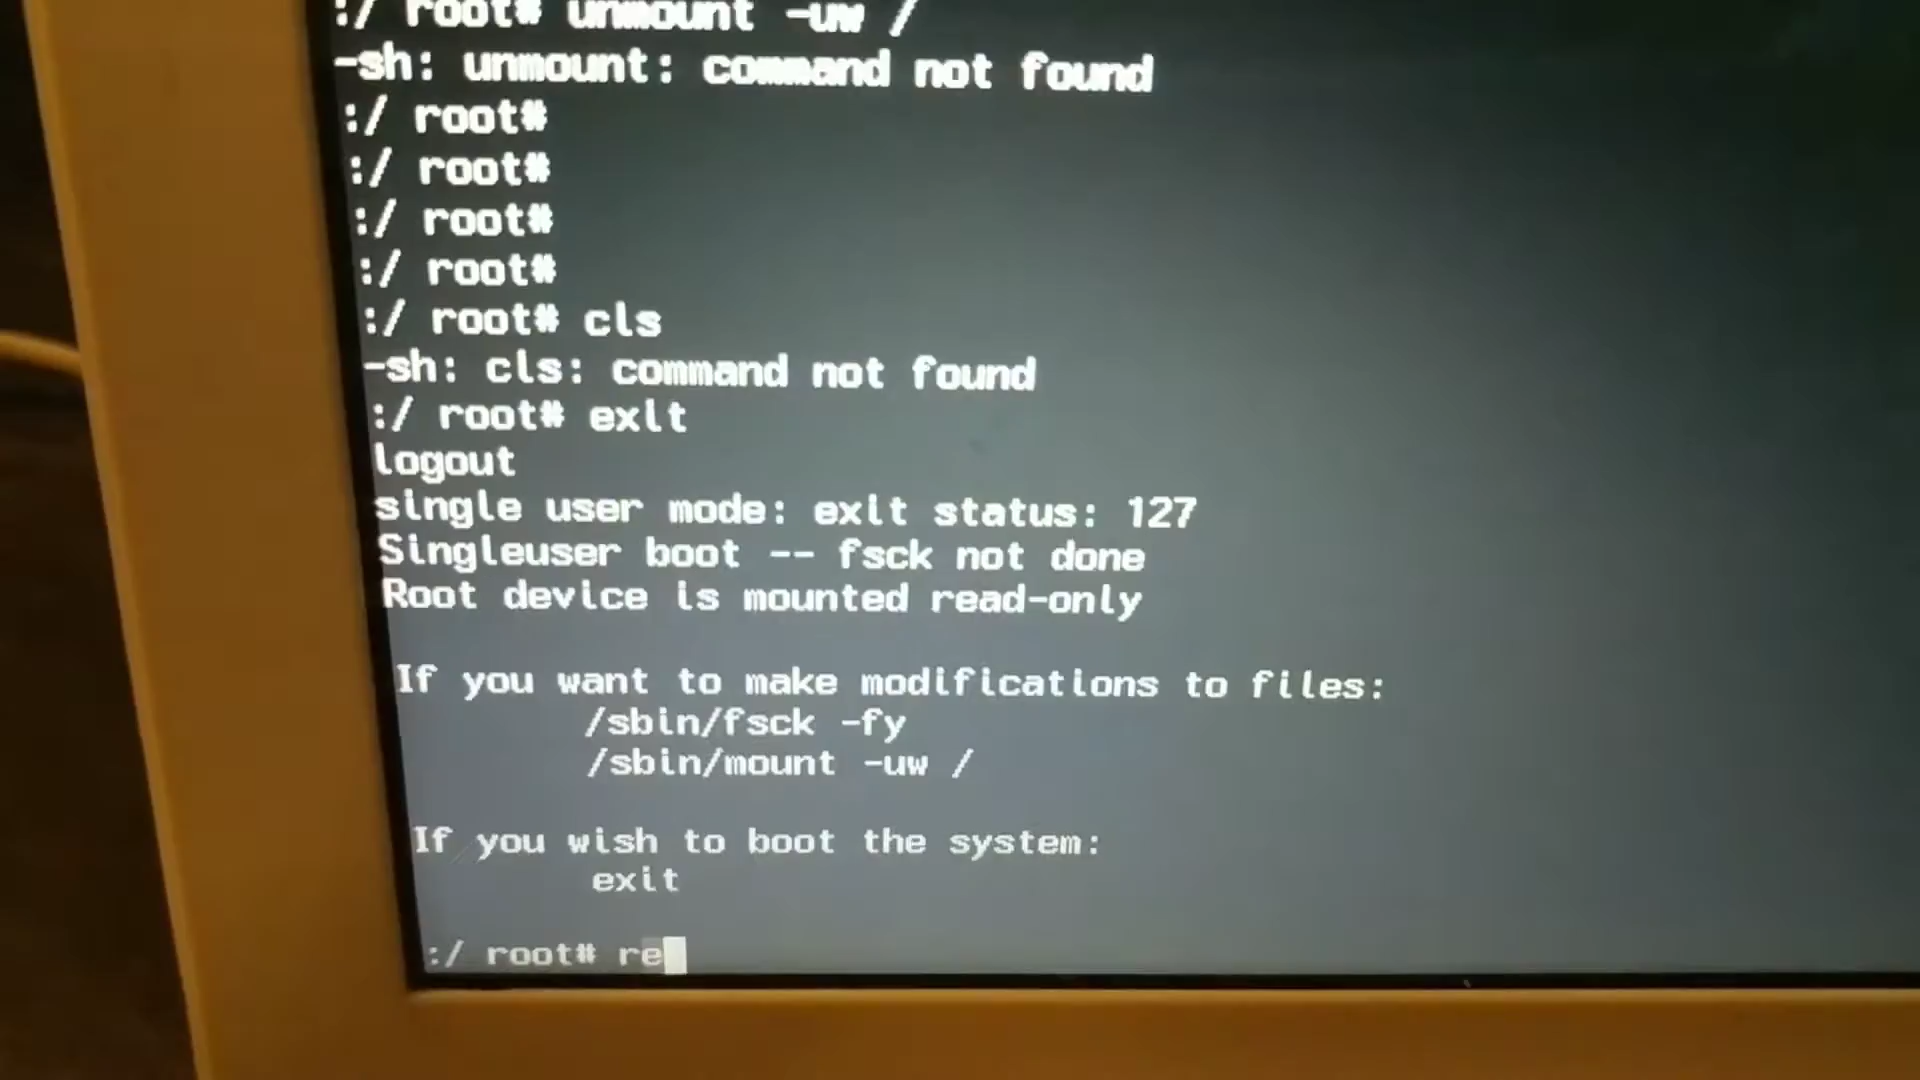 :/ root# unmount -uw /
-sh: unmount: command not found
:/ root#
:/ root#
:/ root#
:/ root#
:/ root# cls
-sh: cls: command not found
:/ root# exit
logout
single user mode: exit status: 127
Singleuser boot -- fsck not done
Root device is mounted read-only
If you want to make modifications to files:
/sbin/fsck -fy
/sbin/mount -uw /
If you wish to boot the system:
exit
:/ root# re